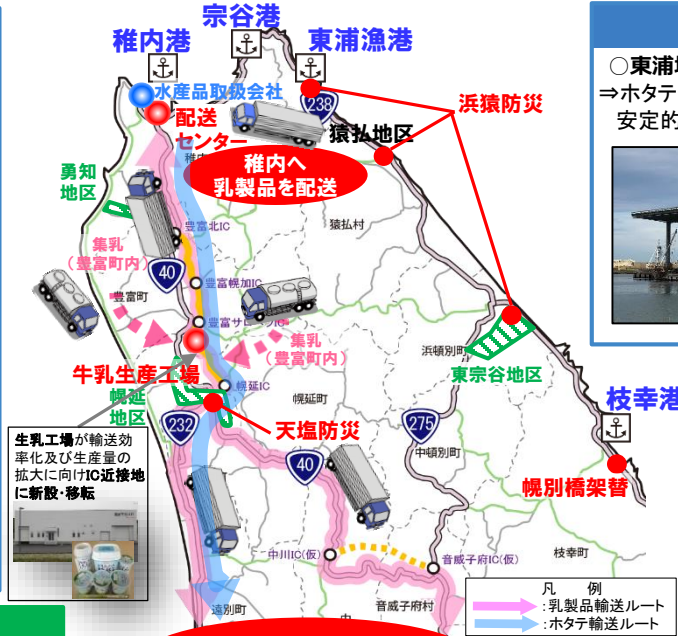 宗谷港
稚内港
東浦漁港
水産品取扱会社
配送
センター
238
猿払地区
浜猿防災
稚内へ
乳製品を配送
勇知
地区
豊富北IC
猿払村
集乳
(豊富町内)
40
豊富幌加IC
豊富町
集乳
(豊富町内)
浜頓別町
牛乳生産工場
幌延IC
東宗谷地区
幌延
地区
幌延町
枝幸港
232
天塩防災
275
40
中頓別町
生乳工場が輸送効
率化及び生産量の
拡大に向けIC近接地
に新設・移転
幌別橋架替
中川IC(仮)
音威子府IC(仮)
枝幸町
遠別町
音威子府村
凡 例
:乳製品輸送ルート
:ホタテ輸送ルート
○東浦
⇒ホタテ
安定的